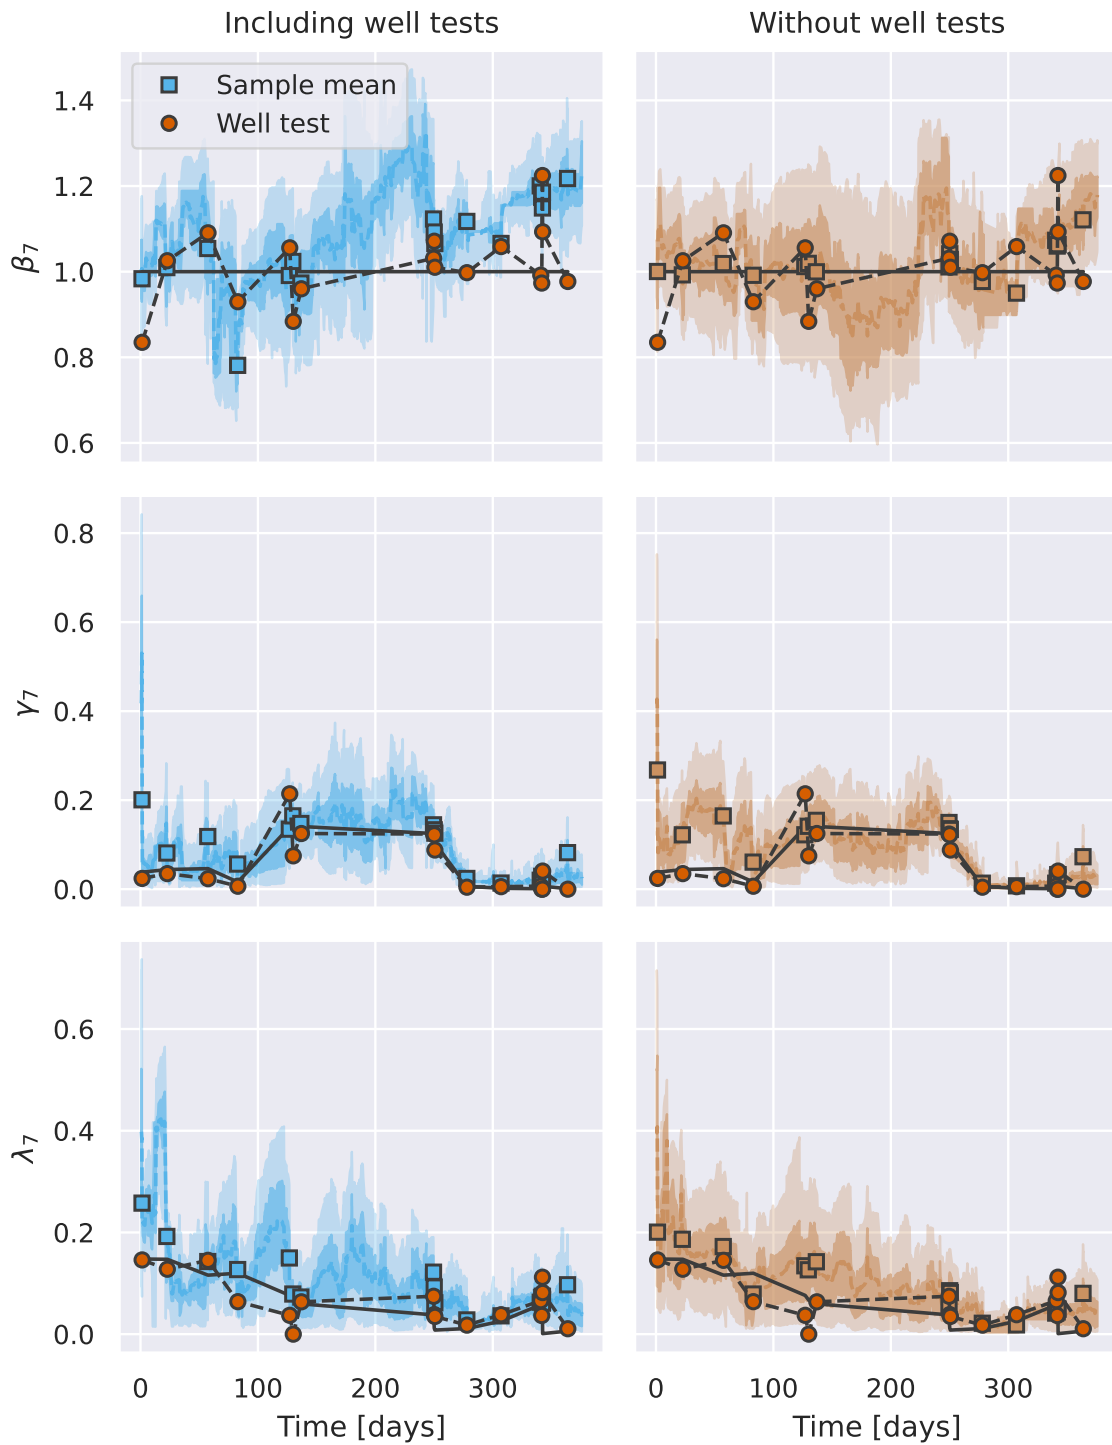 Including well tests
Without well tests
Sample mean
Well test
1.4
1.2
1.0
0.8
0.6
β7
0.8
0.6
0.4
0.2
0.0
γ7
0.6
0.4
0.2
0.0
λ7
0 100 200 300
0 100 200 300
Time [days]
Time [days]